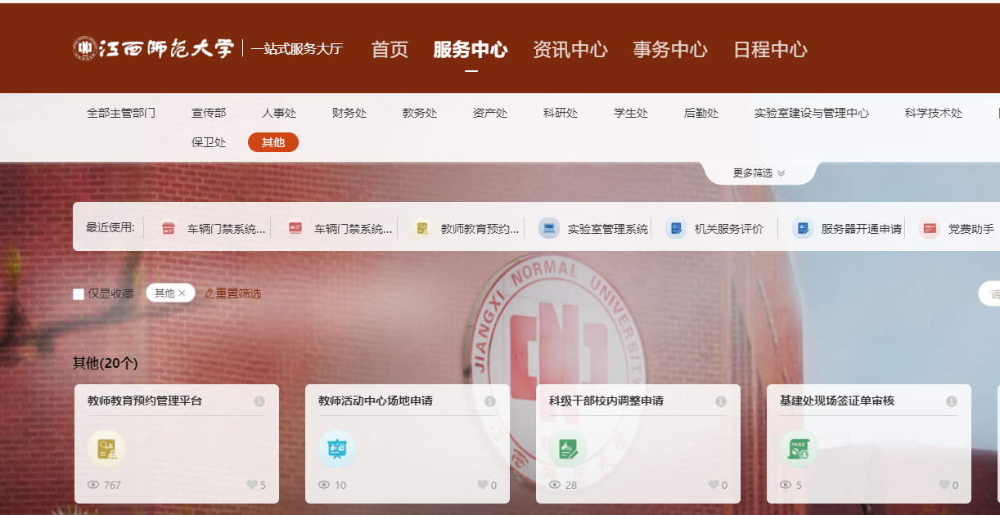 江西师范大学 一站式服务大厅 首页 服务中心 资讯中心 事务中心 日程中心
全部主管部门 宣传部 人事处 财务处 教务处 资产处 科研处 学生处 后勤处 实验室建设与管理中心 科学技术处
保卫处 其他
更多筛选
最近使用: 车辆门禁系统... 车辆门禁系统... 教师教育预约... 实验室管理系统 机关服务评价 服务器开通申请 党费助手
仅显收藏 其他 × 重置筛选 请
JIANGXI NORMAL UNIVERSITY
其他(20个)
教师教育预约管理平台 教师活动中心场地申请 科级干部校内调整申请 基建处现场签证单审核
PASS
767 5 10 0 28 0 5 0